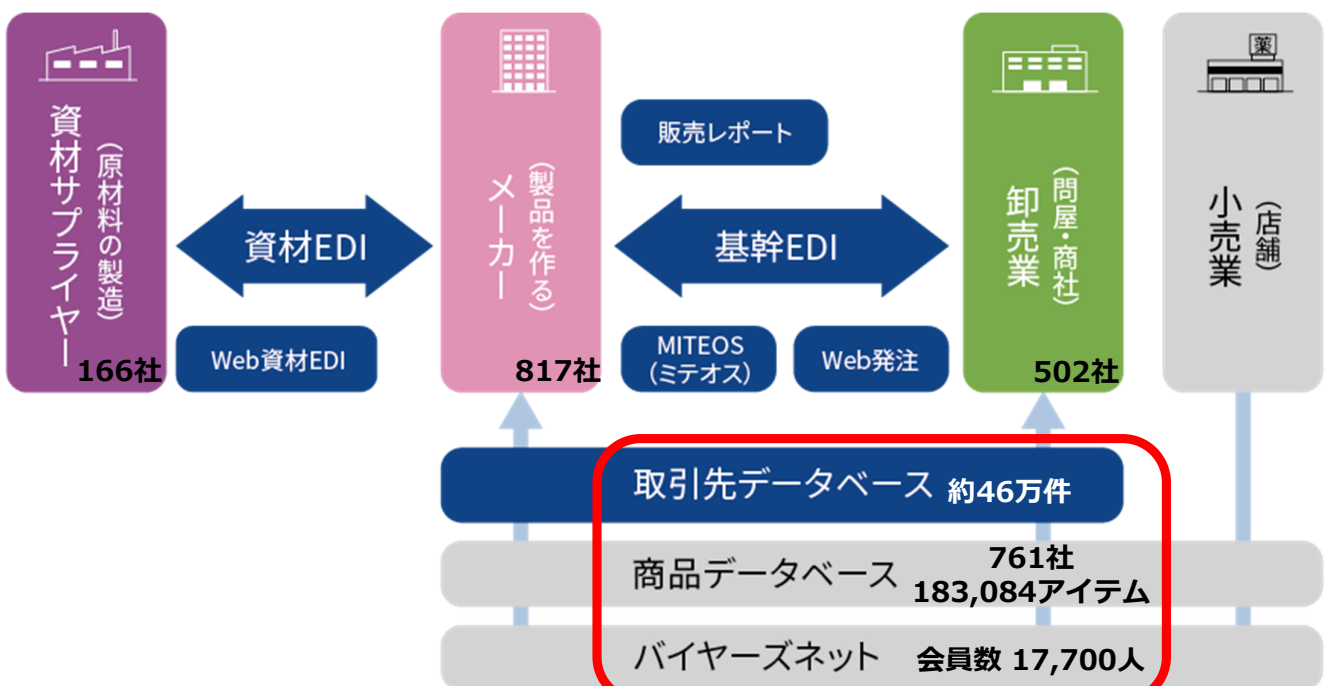 資材サプライヤー
（原材料の製造）
166社
資材EDI
Web資材EDI
メーカー
（製品を作る）
817社
販売レポート
基幹EDI
MITEOS
（ミテオス）
Web発注
卸売業
（問屋・商社）
502社
薬
小売業
（店舗）
取引先データベース 約46万件
商品データベース
761社
183,084アイテム
バイヤーズネット 会員数 17,700人